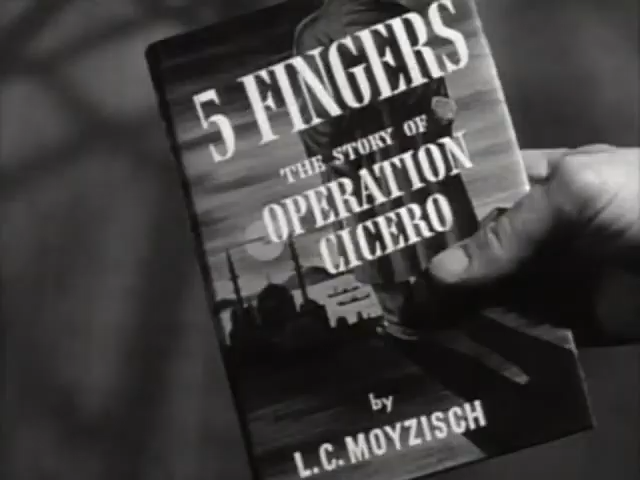 5 FINGERS
THE STORY OF
OPERATION
CICERO
by
L.C. MOYZISCH